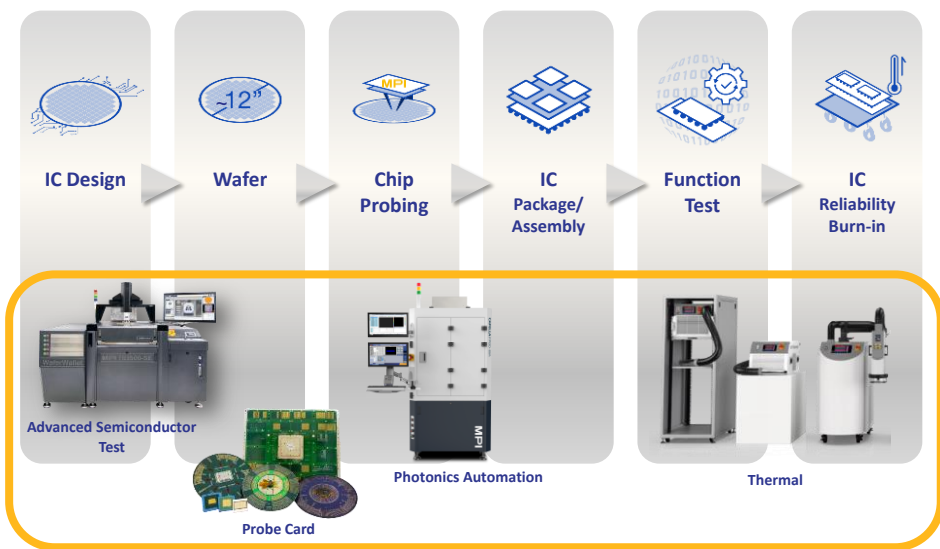 ~12”
MPI
IC Design
Wafer
Chip
Probing
IC
Package/
Assembly
Function
Test
IC
Reliability
Burn-in
Advanced Semiconductor
Test
Probe Card
MPI
Photonics Automation
Thermal